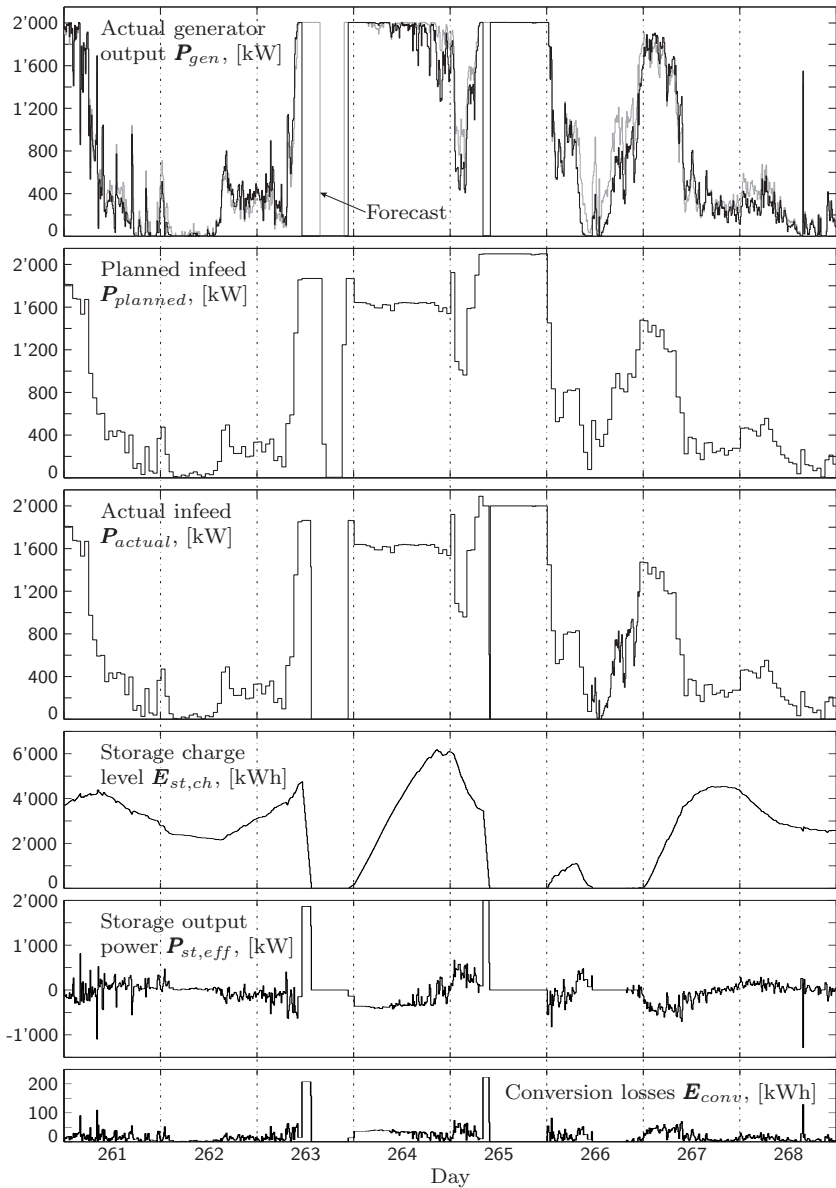 2'000
Actual generator
output P_gen, [kW]
1'600
1'200
800
400
Forecast
0
2'000
Planned infeed
P_planned, [kW]
1'600
1'200
800
400
0
2'000
Actual infeed
P_actual, [kW]
1'600
1'200
800
400
0
6'000
Storage charge
level E_st,ch, [kWh]
4'000
2'000
0
2'000
Storage output
power P_st,eff, [kW]
1'000
0
-1'000
200
Conversion losses E_conv, [kWh]
100
0
261 262 263 264 265 266 267 268
Day